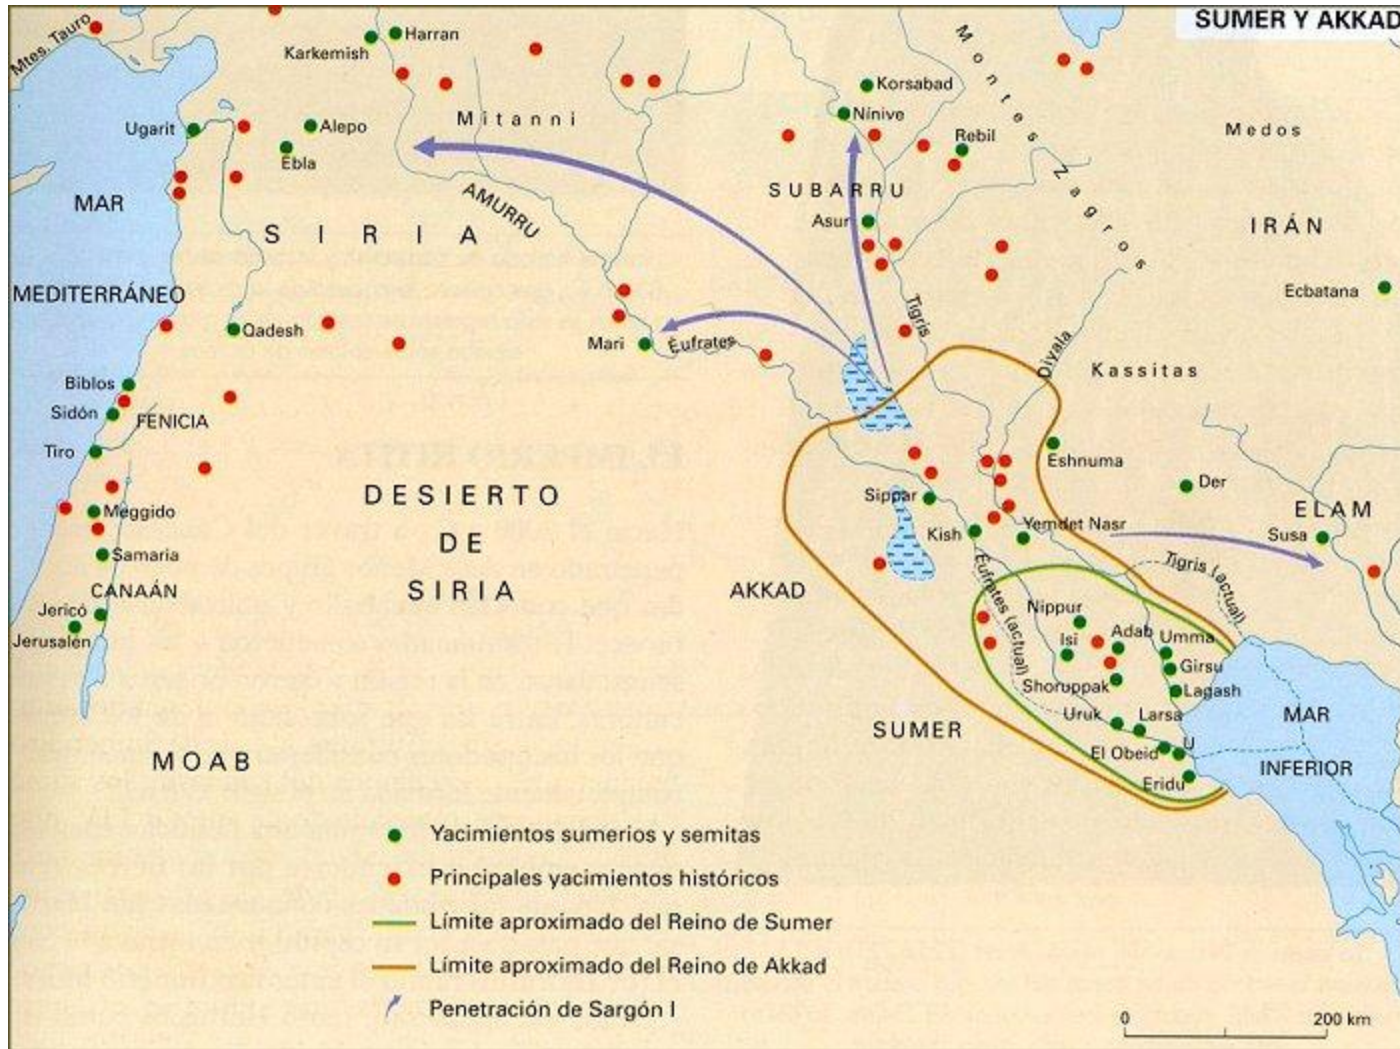 SUMER Y AKKAD
Mtes. Tauro
Harran
Karkemish
Korsabad
Nínive
Montes Zagros
Mitanni
Ugarit
Alepo
Ebla
Rebil
Medos
MAR
MEDITERRÁNEO
AMURRU
SUBARRU
SIRIA
Asur
IRÁN
Ecbatana
Qadesh
Mari
Éufrates
Tigris
Diyala
Kassitas
Biblos
Sidón
FENICIA
Tiro
Eshnuma
Der
DESIERTO
DE
SIRIA
Sippar
ELAM
Meggido
Kish
Yemdet Nasr
Susa
Samaria
Tigris (actual)
Éufrates (actual)
CANAÁN
AKKAD
Jericó
Jerusalén
Nippur
Isi
Adab
Umma
Girsu
Shoruppak
Lagash
Uruk
Larsa
SUMER
MAR
INFERIOR
El Obeid
U
Eridu
MOAB
Yacimientos sumerios y semitas
Principales yacimientos históricos
Límite aproximado del Reino de Sumer
Límite aproximado del Reino de Akkad
Penetración de Sargón I
0 200 km